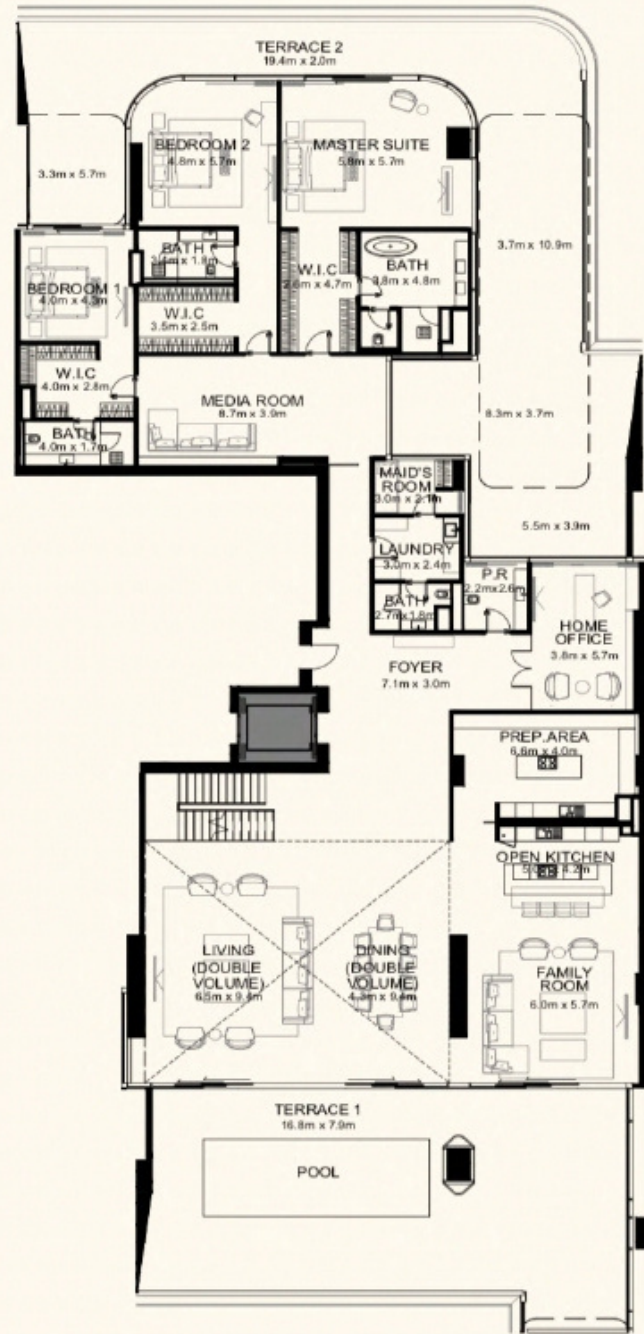 TERRACE 2
19.4m x 2.0m
BEDROOM 2
4.8m x 5.7m
MASTER SUITE
5.8m x 5.7m
3.3m x 5.7m
BATH
3.4m x 1.8m
W.I.C
2.6m x 4.7m
BATH
3.8m x 4.8m
3.7m x 10.9m
BEDROOM 1
4.0m x 4.3m
W.I.C
3.5m x 2.5m
W.I.C
4.0m x 2.8m
MEDIA ROOM
8.7m x 3.9m
8.3m x 3.7m
BATH
4.0m x 1.7m
MAID'S
ROOM
3.0m x 2.1m
5.5m x 3.9m
LAUNDRY
3.0m x 2.4m
P.R
2.2mx2.6m
BATH
2.7m x 1.8m
HOME
OFFICE
3.8m x 5.7m
FOYER
7.1m x 3.0m
PREP.AREA
6.6m x 4.0m
OPEN KITCHEN
x 4.2m
LIVING
(DOUBLE
VOLUME)
6.5m x 9.4m
DINING
(DOUBLE
VOLUME)
4.3m x 9.4m
FAMILY
ROOM
6.0m x 5.7m
TERRACE 1
16.8m x 7.9m
POOL